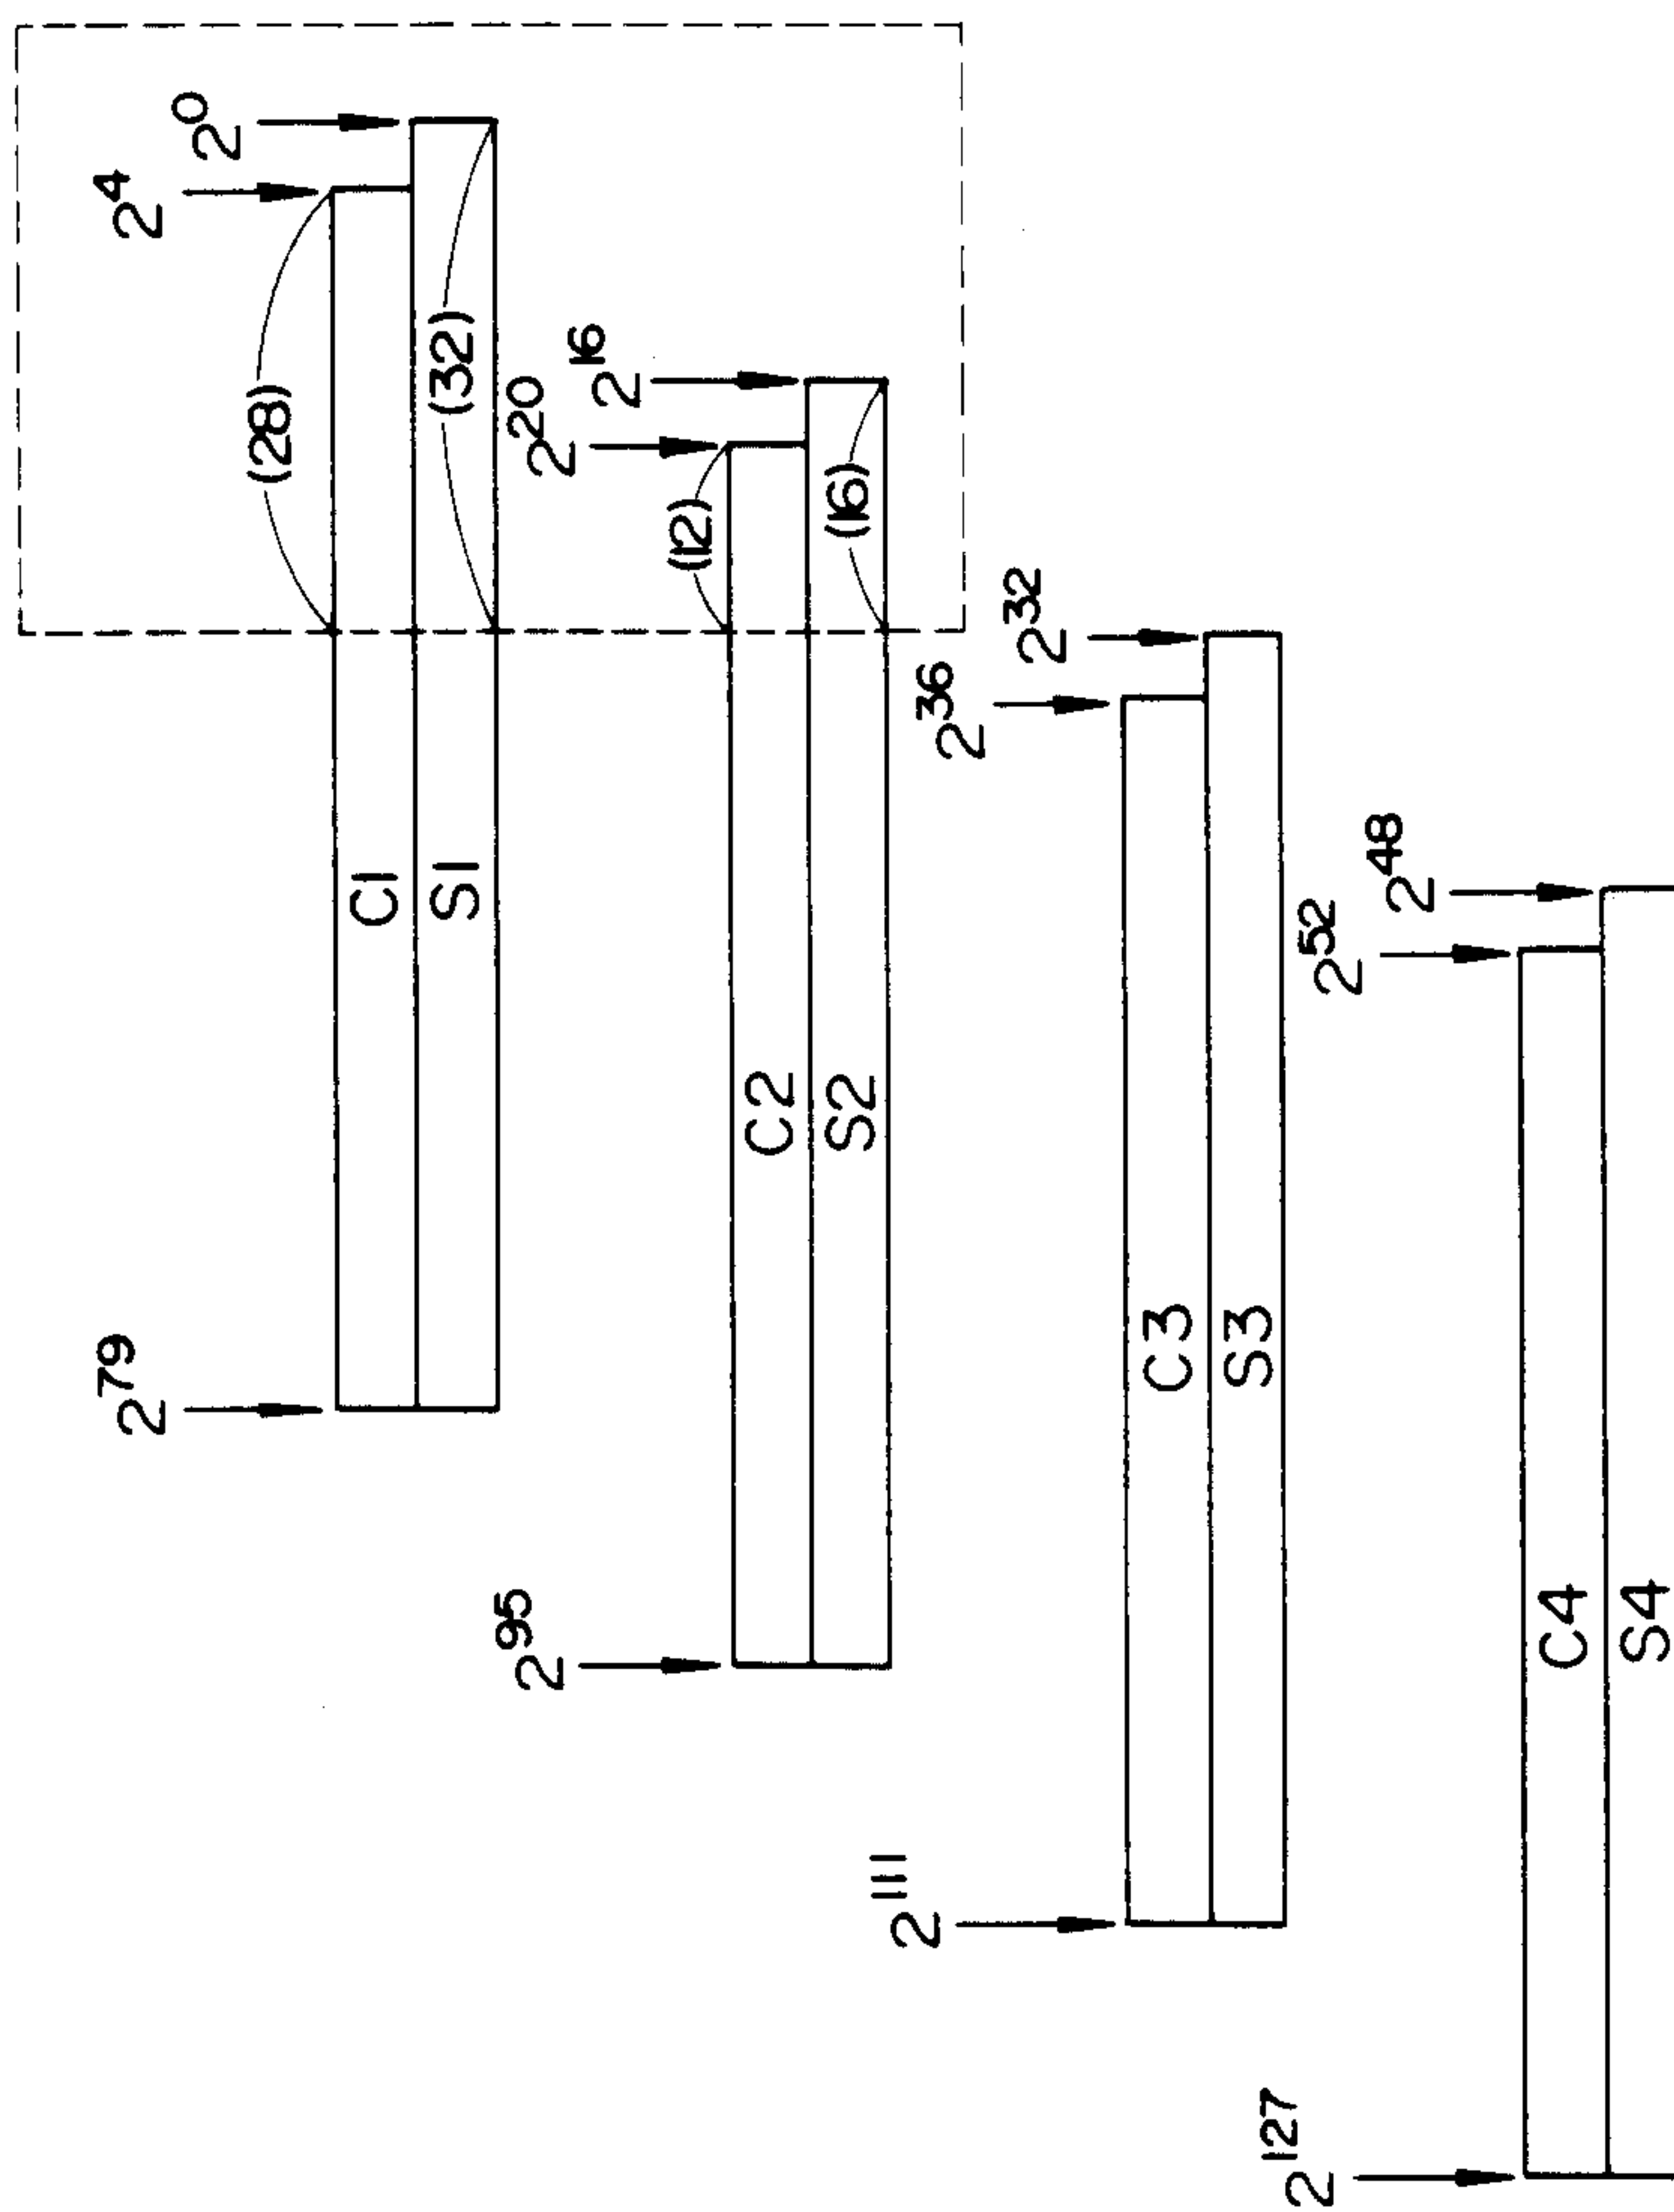 2^79 2^4 2^0
(28)
C1
S1
(32)
2^95 2^20 2^16
(12)
C2
S2
(16)
2^111 2^36 2^32
C3
S3
2^127 2^52 2^48
C4
S4